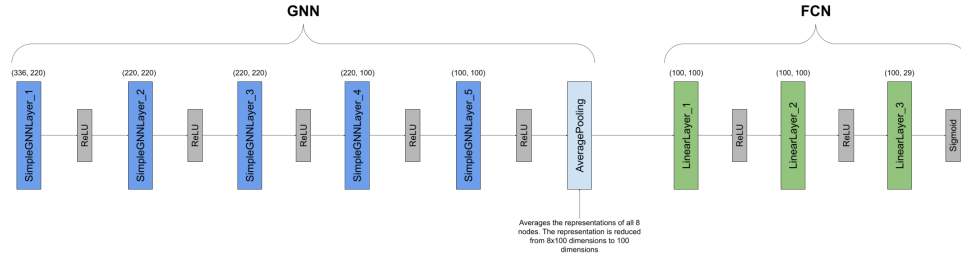 GNN
FCN
(336, 220)
(220, 220)
(220, 220)
(220, 100)
(100, 100)
(100, 100)
(100, 100)
(100, 29)
SimpleGNNLayer_1
ReLU
SimpleGNNLayer_2
ReLU
SimpleGNNLayer_3
ReLU
SimpleGNNLayer_4
ReLU
SimpleGNNLayer_5
ReLU
AveragePooling
LinearLayer_1
ReLU
LinearLayer_2
ReLU
LinearLayer_3
Sigmoid
Averages the representations of all 8
nodes. The representation is reduced
from 8x100 dimensions to 100
dimensions